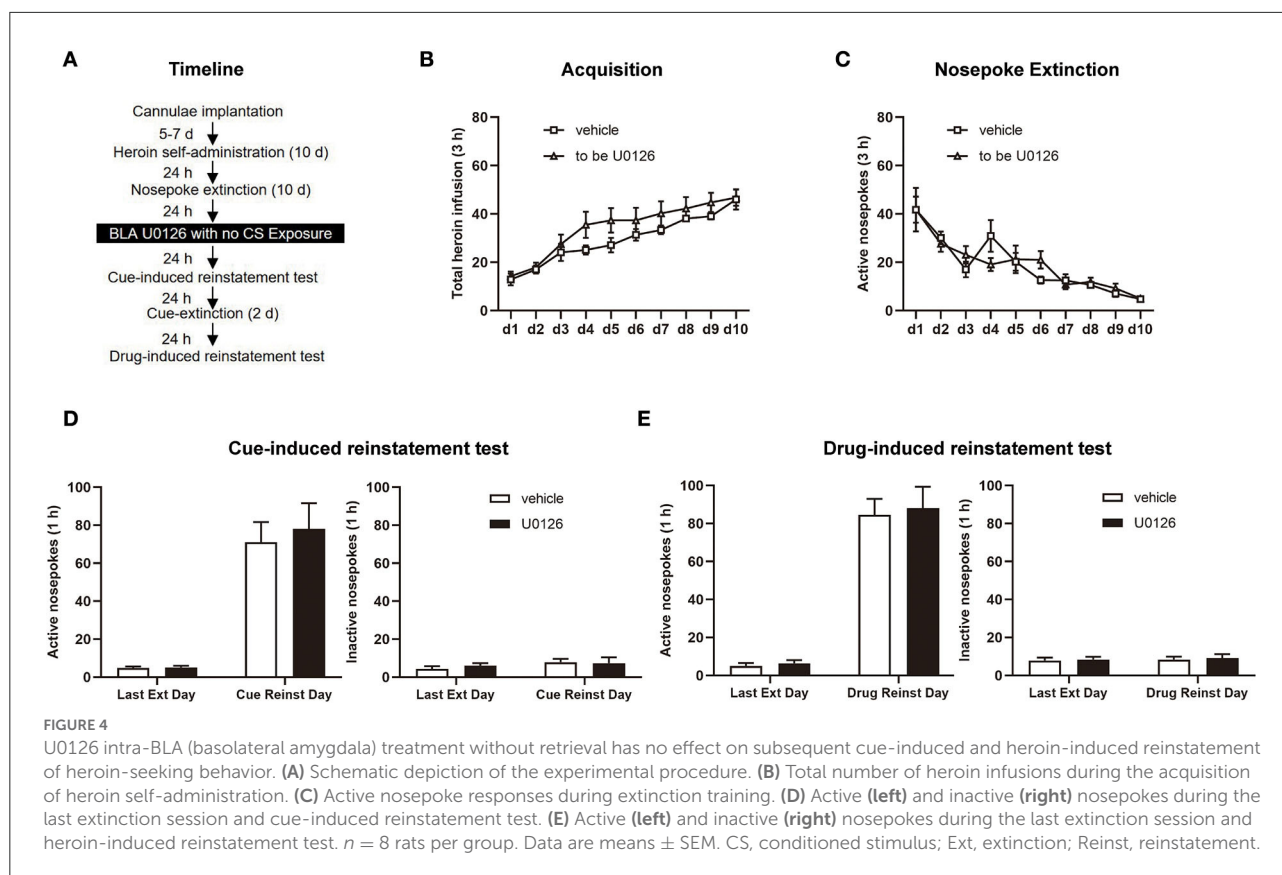 A
Timeline
Cannulae implantation
5-7 d
Heroin self-administration (10 d)
24 h
Nosepoke extinction (10 d)
24 h
BLA U0126 with no CS Exposure
24 h
Cue-induced reinstatement test
24 h
Cue-extinction (2 d)
24 h
Drug-induced reinstatement test
B
Acquisition
Total heroin infusion (3 h)
80
60
40
20
0
vehicle
to be U0126
d1 d2 d3 d4 d5 d6 d7 d8 d9 d10
C
Nosepoke Extinction
Active nosepokes (3 h)
80
60
40
20
0
vehicle
to be U0126
d1 d2 d3 d4 d5 d6 d7 d8 d9 d10
D
Cue-induced reinstatement test
Active nosepokes (1 h)
100
80
60
40
20
0
Last Ext Day Cue Reinst Day
Inactive nosepokes (1 h)
100
80
60
40
20
0
vehicle
U0126
Last Ext Day Cue Reinst Day
E
Drug-induced reinstatement test
Active nosepokes (1 h)
100
80
60
40
20
0
Last Ext Day Drug Reinst Day
Inactive nosepokes (1 h)
100
80
60
40
20
0
vehicle
U0126
Last Ext Day Drug Reinst Day
FIGURE 4
U0126 intra-BLA (basolateral amygdala) treatment without retrieval has no effect on subsequent cue-induced and heroin-induced reinstatement
of heroin-seeking behavior. (A) Schematic depiction of the experimental procedure. (B) Total number of heroin infusions during the acquisition
of heroin self-administration. (C) Active nosepoke responses during extinction training. (D) Active (left) and inactive (right) nosepokes during the
last extinction session and cue-induced reinstatement test. (E) Active (left) and inactive (right) nosepokes during the last extinction session and
heroin-induced reinstatement test. n = 8 rats per group. Data are means ± SEM. CS, conditioned stimulus; Ext, extinction; Reinst, reinstatement.